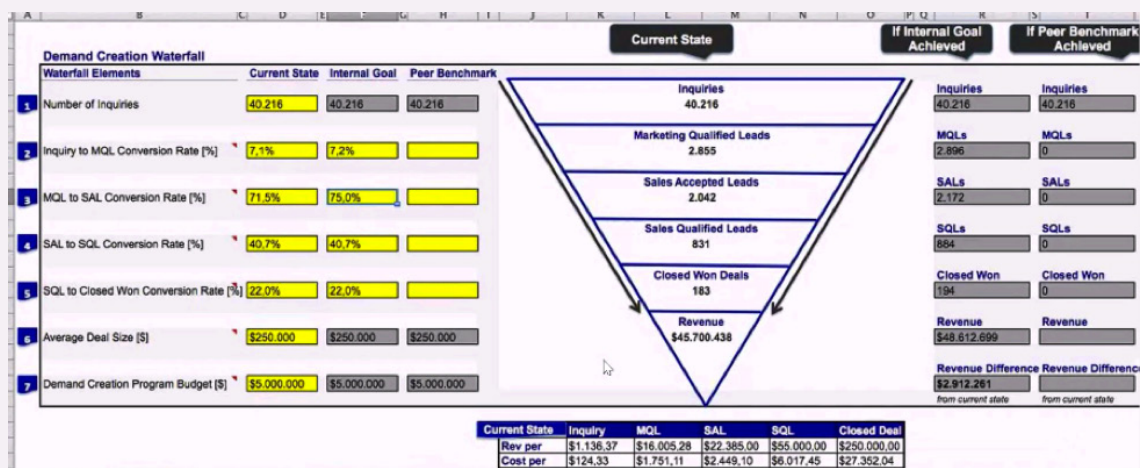 A B C D E F G H I J K L M N O P Q R S T
Current State
If Internal Goal Achieved
If Peer Benchmark Achieved
Demand Creation Waterfall
Waterfall Elements Current State Internal Goal Peer Benchmark
1 Number of Inquiries 40.216 40.216 40.216
2 Inquiry to MQL Conversion Rate [%] 7,1% 7,2%
3 MQL to SAL Conversion Rate [%] 71,5% 75,0%
4 SAL to SQL Conversion Rate [%] 40,7% 40,7%
5 SQL to Closed Won Conversion Rate [%] 22,0% 22,0%
6 Average Deal Size [$] $250.000 $250.000 $250.000
7 Demand Creation Program Budget [$] $5.000.000 $5.000.000 $5.000.000
Inquiries
40.216
Marketing Qualified Leads
2.855
Sales Accepted Leads
2.042
Sales Qualified Leads
831
Closed Won Deals
183
Revenue
$45.700.438
Inquiries Inquiries
40.216 40.216
MQLs MQLs
2.896 0
SALs SALs
2.172 0
SQLs SQLs
884 0
Closed Won Closed Won
194 0
Revenue Revenue
$48.612.699
Revenue Difference Revenue Difference
$2.912.261
from current state from current state
Current State Inquiry MQL SAL SQL Closed Deal
Rev per $1.136,37 $16.005,28 $22.385,00 $55.000,00 $250.000,00
Cost per $124,33 $1.751,11 $2.449,10 $6.017,45 $27.352,04